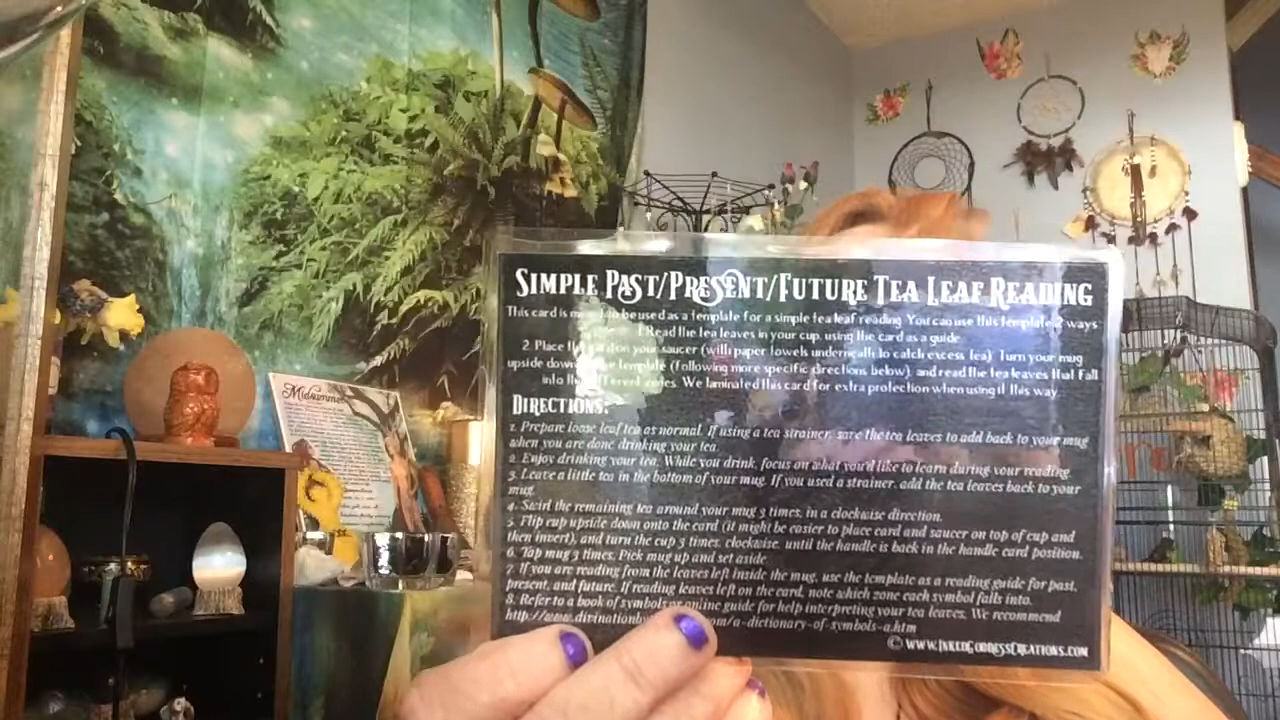 Midsummer
SIMPLE PAST/PRESENT/FUTURE TEA LEAF READING
This card is to be used as a template for a simple tea leaf reading. You can use this template 2 ways
1 Read the tea leaves in your cup, using the card as a guide
2. Place on your saucer (with paper towels underneath to catch excess tea) Turn your mug
upside down template (following more specific directions below), and read the tea leaves that fall
into zones. We laminated this card for extra protection when using it this way.
DIRECTIONS:
1. Prepare loose leaf tea as normal. If using a tea strainer, save the tea leaves to add back to your mug
when you are done drinking your tea.
2. Enjoy drinking your tea. While you drink, focus on what you'd like to learn during your reading.
3. Leave a little tea in the bottom of your mug. If you used a strainer, add the tea leaves back to your
mug.
4. Swirl the remaining tea around your mug 3 times, in a clockwise direction.
5. Flip cup upside down onto the card (it might be easier to place card and saucer on top of cup and
then invert), and turn the cup 3 times, clockwise, until the handle is back in the handle card position.
6. Tap mug 3 times. Pick mug up and set aside.
7. If you are reading from the leaves left inside the mug, use the template as a reading guide for past,
present, and future. If reading leaves left on the card, note which zone each symbol falls into.
8. Refer to a book of symbols or online guide for help interpreting your tea leaves. We recommend
http://www.divinationby om/a-dictionary-of-symbols-a.htm
© WWW.INKEDGODDESSCREATIONS.COM